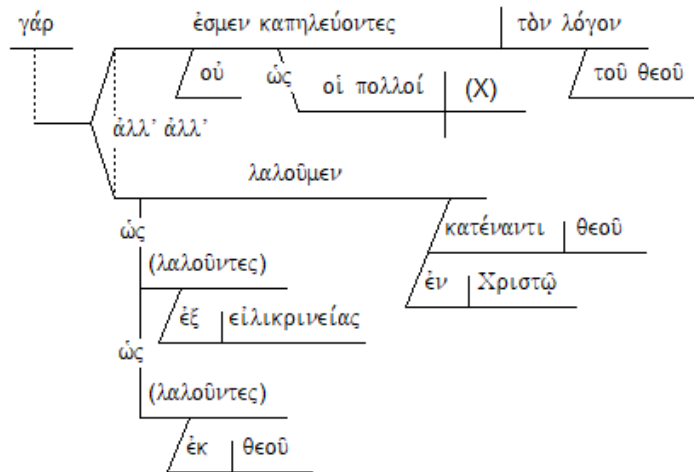 γάρ ἐσμεν καπηλεύοντες τὸν λόγον
οὐ ὡς οἱ πολλοί (X) τοῦ θεοῦ
ἀλλ' ἀλλ'
λαλοῦμεν
ὡς κατέναντι θεοῦ
(λαλοῦντες) ἐν Χριστῷ
ἐξ εἰλικρινείας
ὡς
(λαλοῦντες)
ἐκ θεοῦ